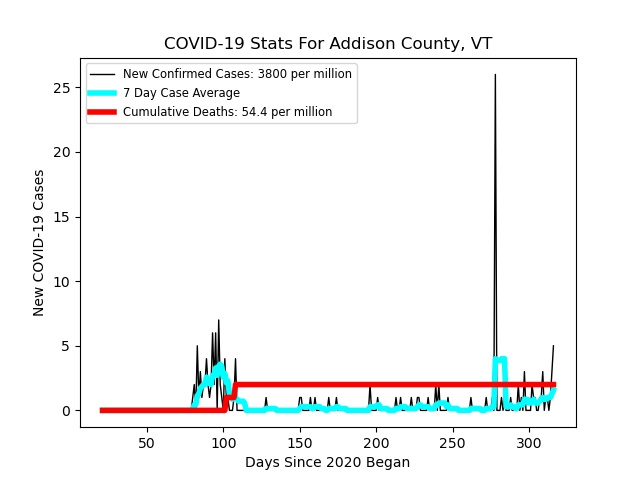 COVID-19 Stats For Addison County, VT
New Confirmed Cases: 3800 per million
7 Day Case Average
Cumulative Deaths: 54.4 per million
New COVID-19 Cases
25
20
15
10
5
0
50
100
150
200
250
300
Days Since 2020 Began